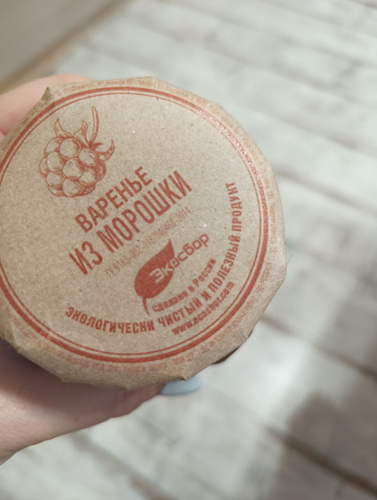 ВАРЕНЬЕ
ИЗ МОРОШКИ
Экосбор
Сделано в России
ЭКОЛОГИЧЕСКИ ЧИСТЫЙ И ПОЛЕЗНЫЙ ПРОДУКТ
www.ecosbor.com